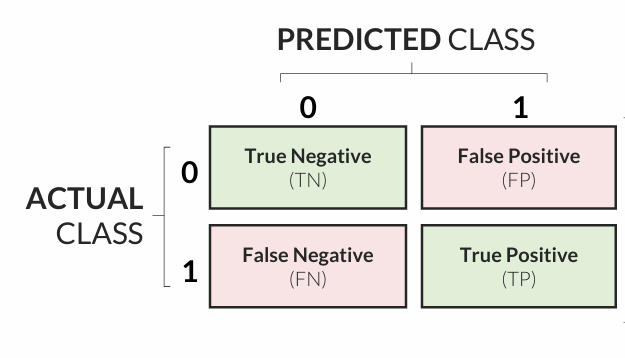 PREDICTED CLASS
0 1
0
True Negative
(TN)
False Positive
(FP)
ACTUAL
CLASS
1
False Negative
(FN)
True Positive
(TP)